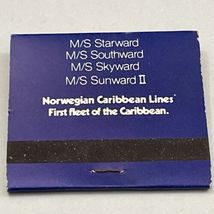 M/S Starward
M/S Southward
M/S Skyward
M/S Sunward II
Norwegian Caribbean Lines®
First fleet of the Caribbean.